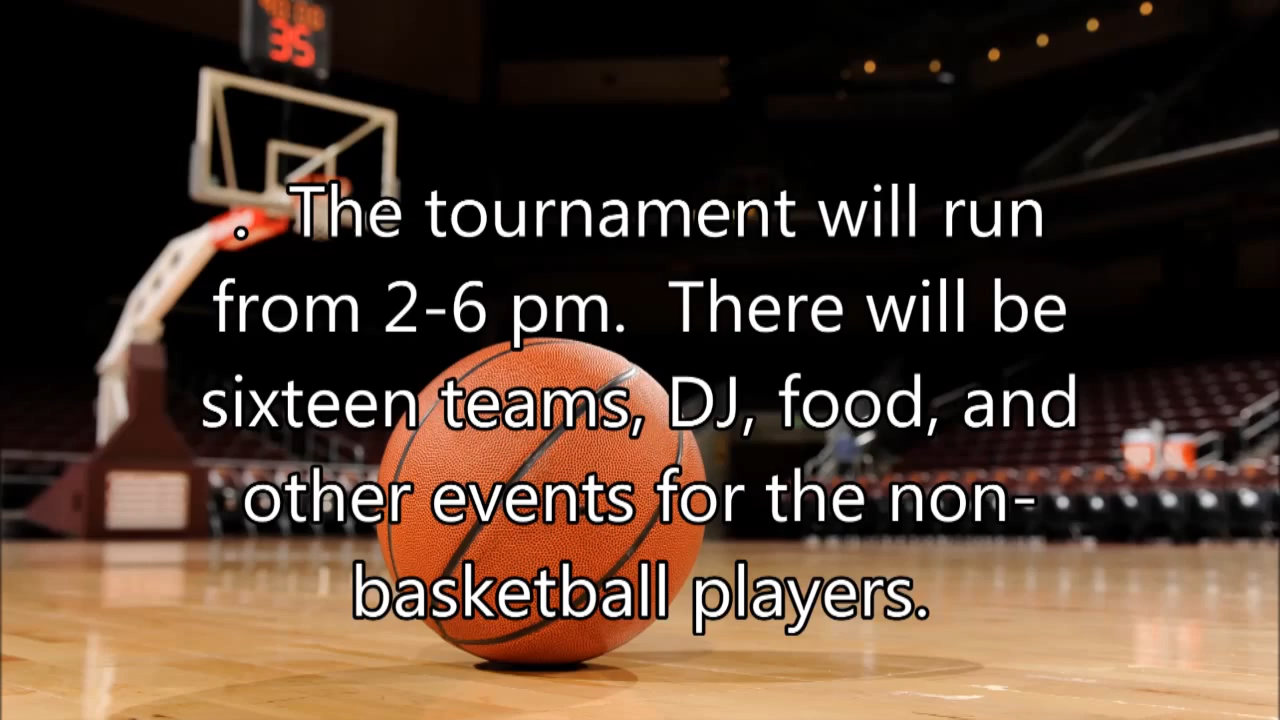 35
.  The tournament will run
from 2-6 pm.  There will be
sixteen teams, DJ, food, and
other events for the non-
basketball players.